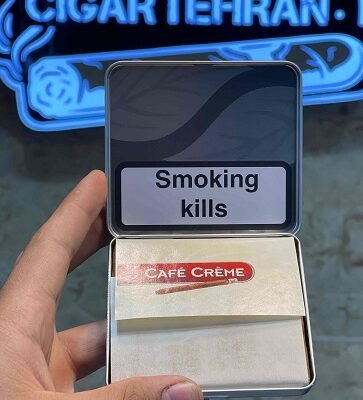 CIGAR TEHRAN.
Smoking
kills
CAFÉ CRÈME